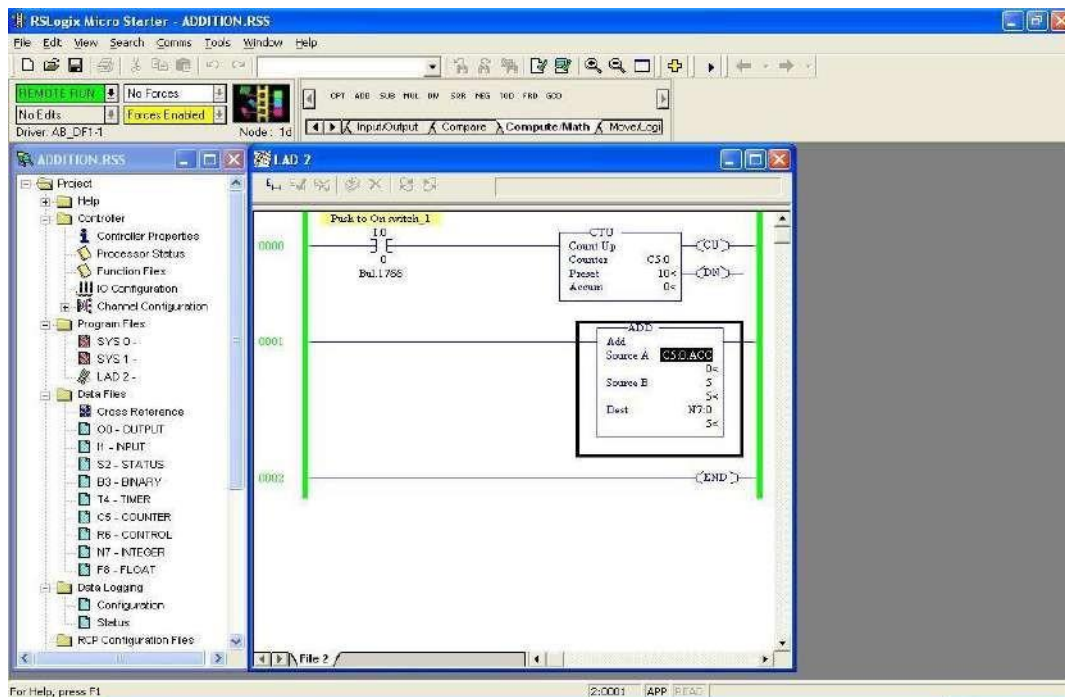 RSLogix Micro Starter - ADDITION.RSS
File Edit View Search Comms Tools Window Help
REMOTE RUN No Forces
No Edits Forces Enabled
Driver: AB_DF1-1 Node: 1d
CPT ADD SUB MUL DIV SQR NEG TOD FRD GCD
Input/Output Compare Compute/Math Move/Logi
ADDITION.RSS
Project
Help
Controller
Controller Properties
Processor Status
Function Files
IO Configuration
Channel Configuration
Program Files
SYS 0 -
SYS 1 -
LAD 2 -
Data Files
Cross Reference
O0 - OUTPUT
I1 - INPUT
S2 - STATUS
B3 - BINARY
T4 - TIMER
C5 - COUNTER
R6 - CONTROL
N7 - INTEGER
F8 - FLOAT
Data Logging
Configuration
Status
RCP Configuration Files
LAD 2
Push to On switch_1
0000
I:0
0
Bul.1766
CTU
Count Up
Counter C5:0
Preset 10<
Accum 0<
CU
DN
0001
ADD
Add
Source A C5:0.ACC
0<
Source B 5
5<
Dest N7:0
5<
0002
END
File 2
For Help, press F1
2:0001 APP READ